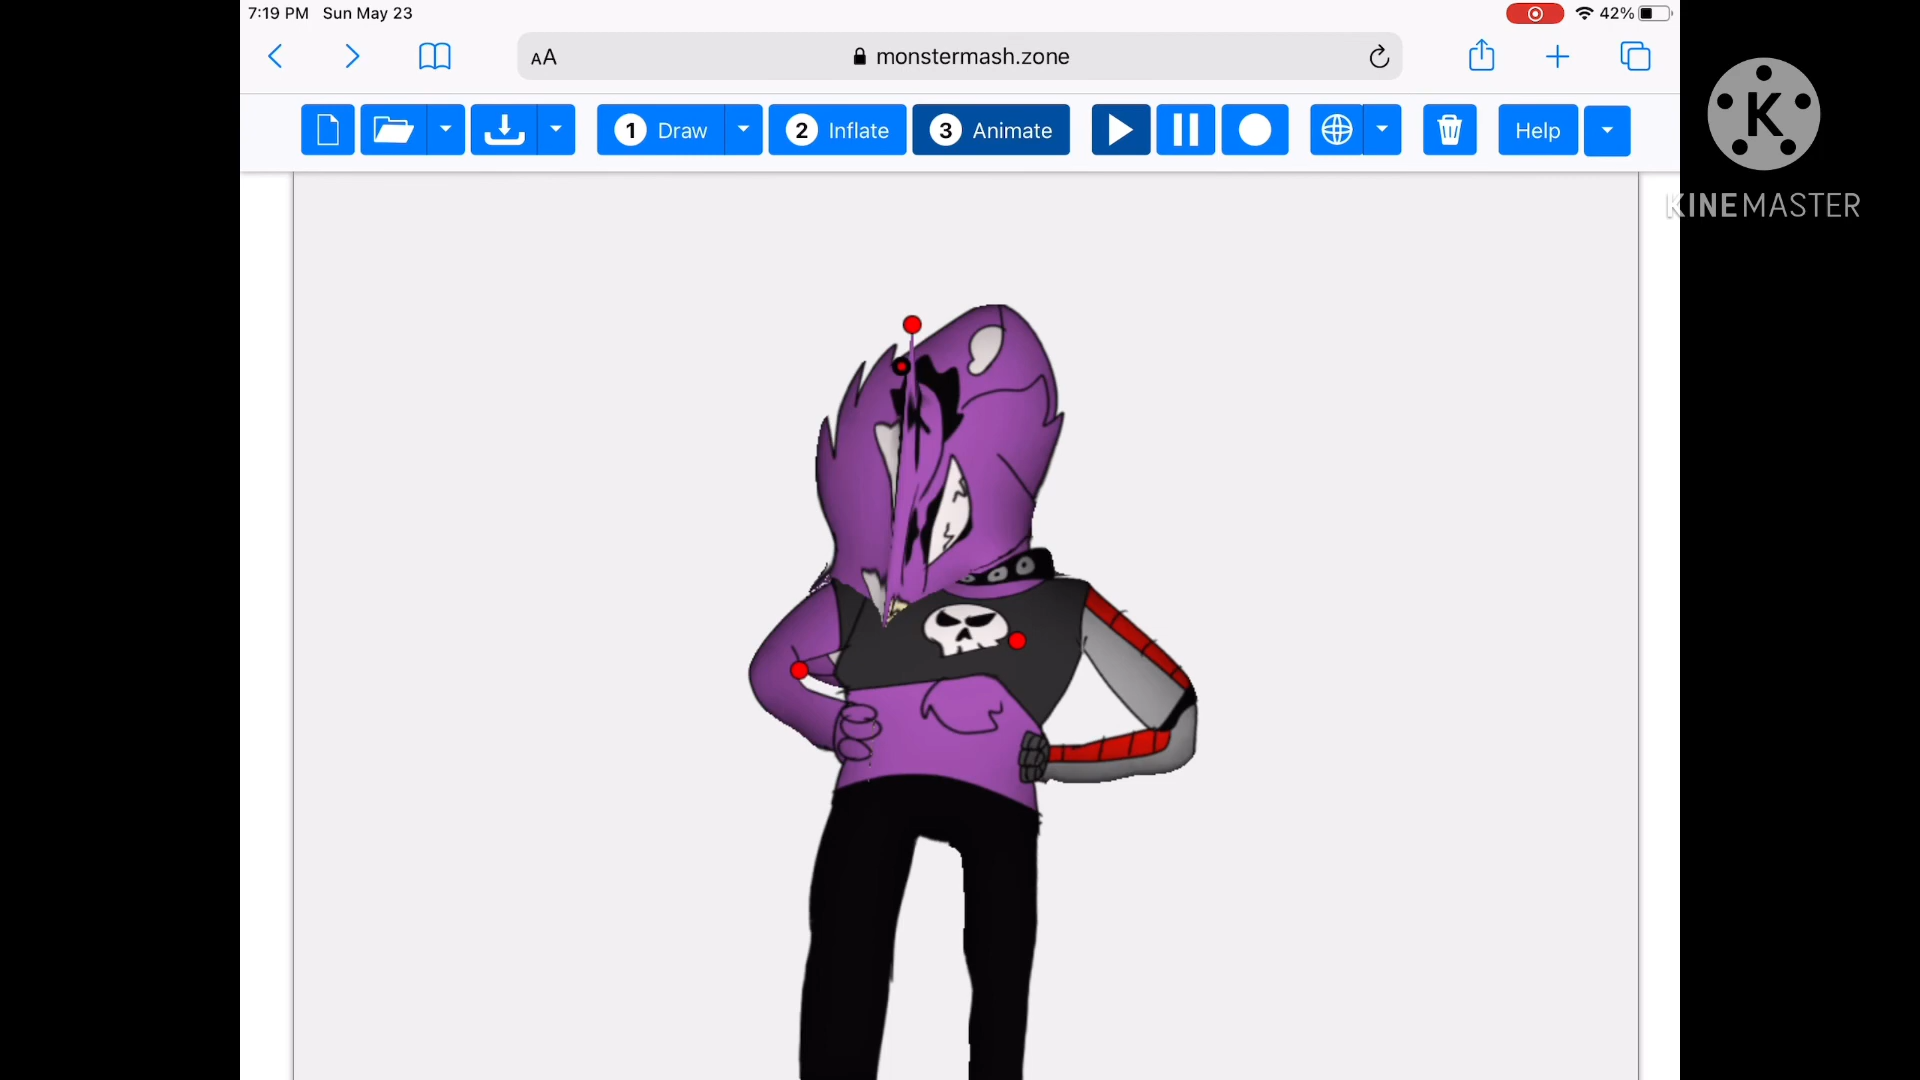 7:19 PM Sun May 23
42%
AA
monstermash.zone
1 Draw
2 Inflate
3 Animate
Help
K
KINEMASTER